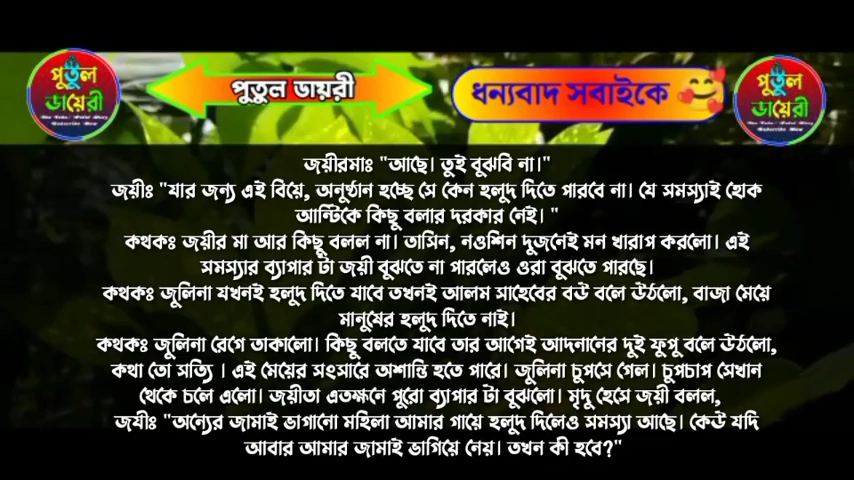 পুতুল ডায়েরী
পুতুল ডায়রী
ধন্যবাদ সবাইকে
পুতুল ডায়েরী
জয়ীরমাঃ "আছে। তুই বুঝবি না।"
জয়ীঃ "যার জন্য এই বিয়ে, অনুষ্ঠান হচ্ছে সে কেন হলুদ দিতে পারবে না। যে সমস্যাই হোক
আন্টিকে কিছু বলার দরকার নেই। "
কথকঃ জয়ীর মা আর কিছু বলল না। তাসিন, নওশিন দুজনেই মন খারাপ করলো। এই
সমস্যার ব্যাপার টা জয়ী বুঝতে না পারলেও ওরা বুঝতে পারছে।
কথকঃ জুলিনা যখনই হলুদ দিতে যাবে তখনই আলম সাহেবের বউ বলে উঠলো, বাজা মেয়ে
মানুষের হলুদ দিতে নাই।
কথকঃ জুলিনা রেগে তাকালো। কিছু বলতে যাবে তার আগেই আদনানের দুই ফুপু বলে উঠলো,
কথা তো সত্যি । এই মেয়ের সংসারে অশান্তি হতে পারে। জুলিনা চুপসে গেল। চুপচাপ সেখান
থেকে চলে এলো। জয়ীতা এতক্ষনে পুরো ব্যাপার টা বুঝলো। মৃদু হেসে জয়ী বলল,
জযীঃ "অন্যের জামাই ভাগানো মহিলা আমার গায়ে হলুদ দিলেও সমস্যা আছে। কেউ যদি
আবার আমার জামাই ভাগিয়ে নেয়। তখন কী হবে?"